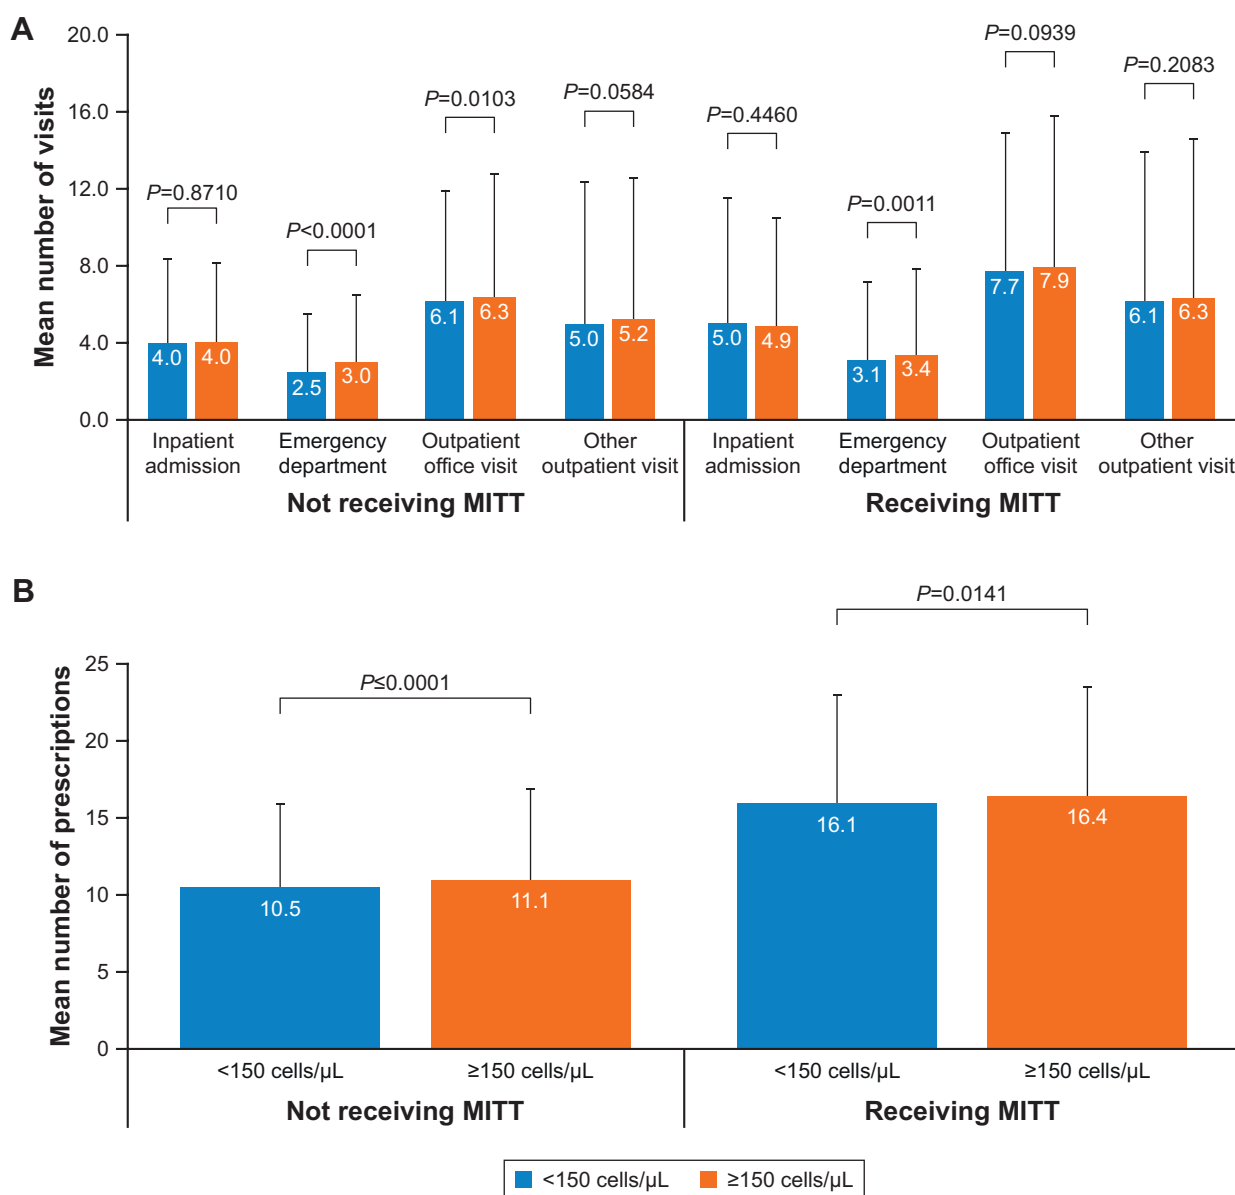 A
Mean number of visits
20.0
16.0
12.0
8.0
4.0
0.0
P=0.8710
P<0.0001
P=0.0103
P=0.0584
P=0.4460
P=0.0011
P=0.0939
P=0.2083
4.0
4.0
2.5
3.0
6.1
6.3
5.0
5.2
5.0
4.9
3.1
3.4
7.7
7.9
6.1
6.3
Inpatient
admission
Emergency
department
Outpatient
office visit
Other
outpatient visit
Inpatient
admission
Emergency
department
Outpatient
office visit
Other
outpatient visit
Not receiving MITT
Receiving MITT
B
Mean number of prescriptions
25
20
15
10
5
0
P≤0.0001
P=0.0141
10.5
11.1
16.1
16.4
<150 cells/μL
≥150 cells/μL
<150 cells/μL
≥150 cells/μL
Not receiving MITT
Receiving MITT
<150 cells/μL
≥150 cells/μL